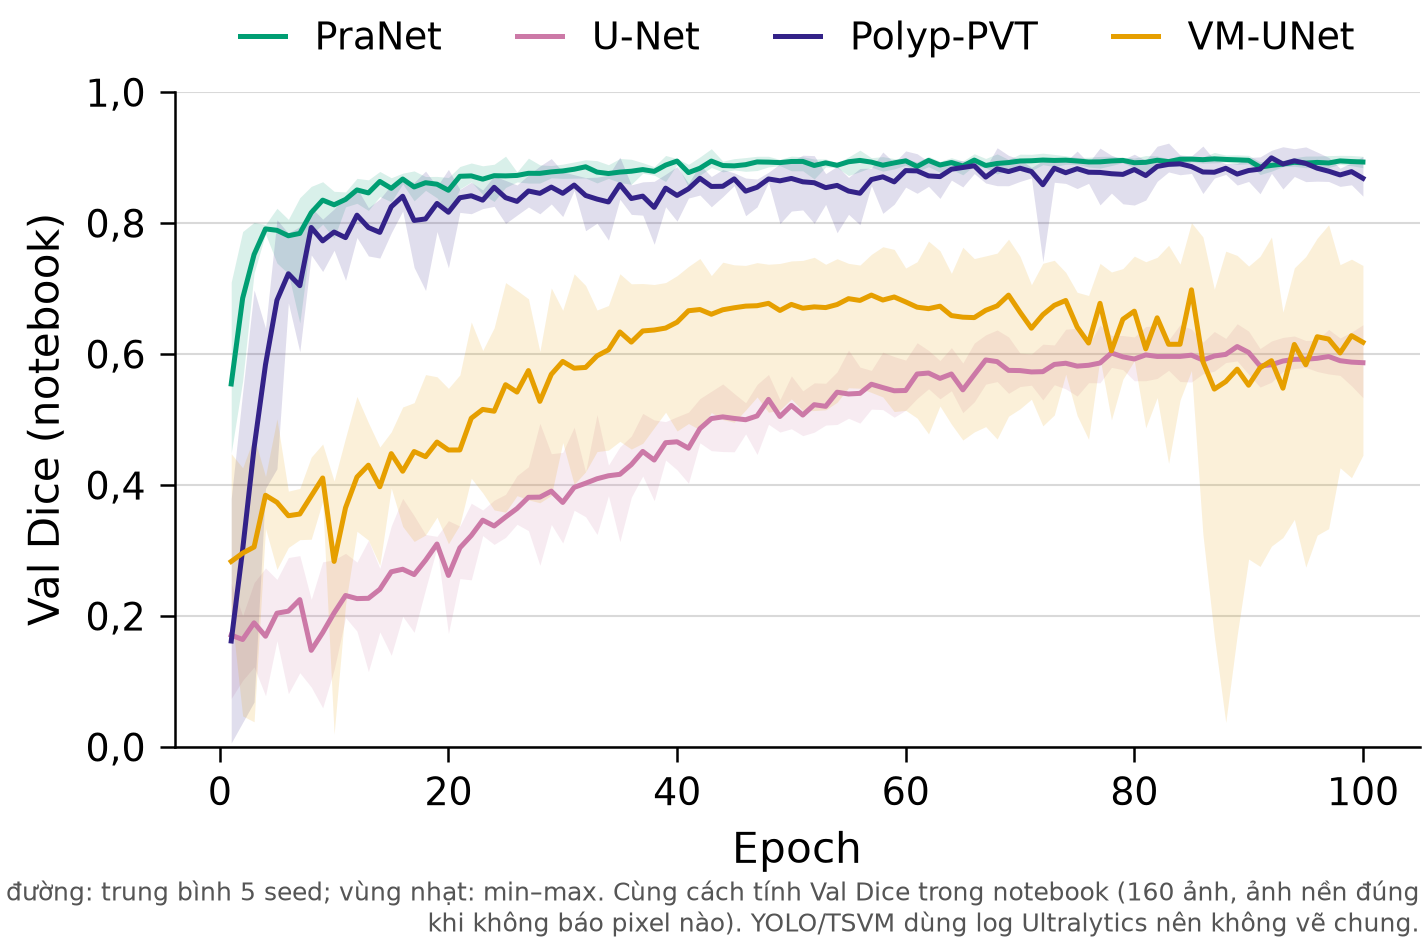 PraNet U-Net Polyp-PVT VM-UNet
1,0
0,8
0,6
0,4
0,2
0,0
Val Dice (notebook)
0 20 40 60 80 100
Epoch
đường: trung bình 5 seed; vùng nhạt: min–max. Cùng cách tính Val Dice trong notebook (160 ảnh, ảnh nền đúng
khi không báo pixel nào). YOLO/TSVM dùng log Ultralytics nên không vẽ chung.